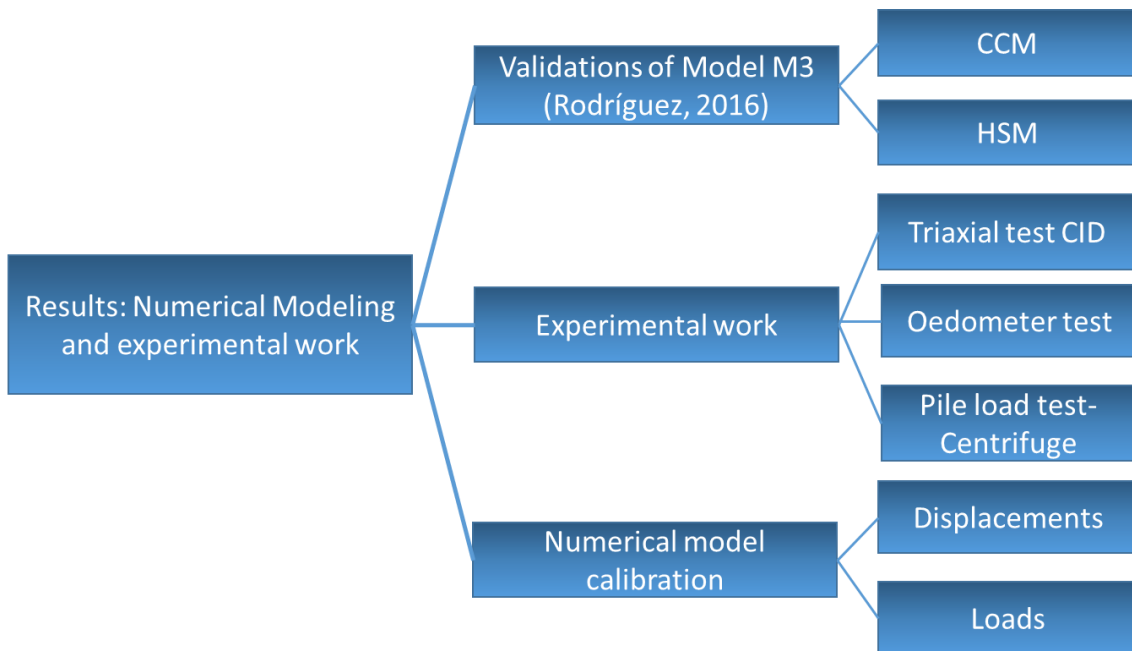 Results: Numerical Modeling
and experimental work
Validations of Model M3
(Rodríguez, 2016)
CCM
HSM
Experimental work
Triaxial test CID
Oedometer test
Pile load test-
Centrifuge
Numerical model
calibration
Displacements
Loads